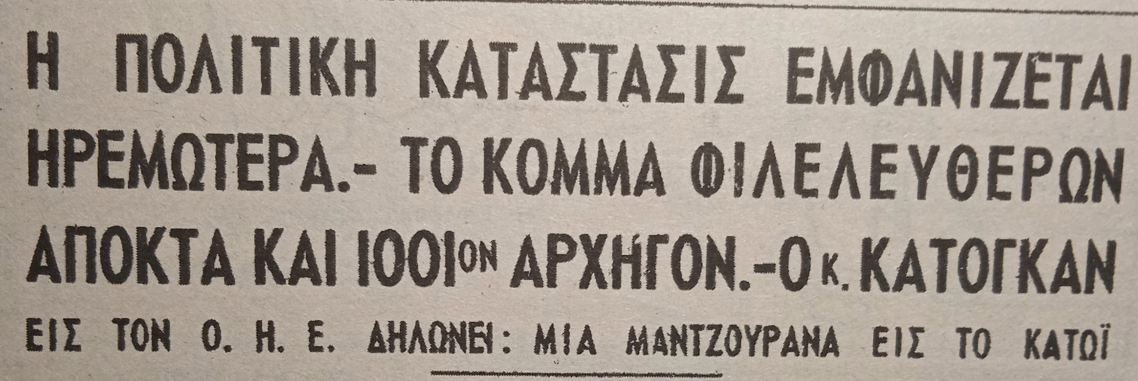 Η ΠΟΛΙΤΙΚΗ ΚΑΤΑΣΤΑΣΙΣ ΕΜΦΑΝΙΖΕΤΑΙ
ΗΡΕΜΩΤΕΡΑ.- ΤΟ ΚΟΜΜΑ ΦΙΛΕΛΕΥΘΕΡΩΝ
ΑΠΟΚΤΑ ΚΑΙ 1001ον ΑΡΧΗΓΟΝ.-Ο κ. ΚΑΤΟΓΚΑΝ
ΕΙΣ ΤΟΝ Ο. Η. Ε. ΔΗΛΩΝΕΙ: ΜΙΑ ΜΑΝΤΖΟΥΡΑΝΑ ΕΙΣ ΤΟ ΚΑΤΩΪ